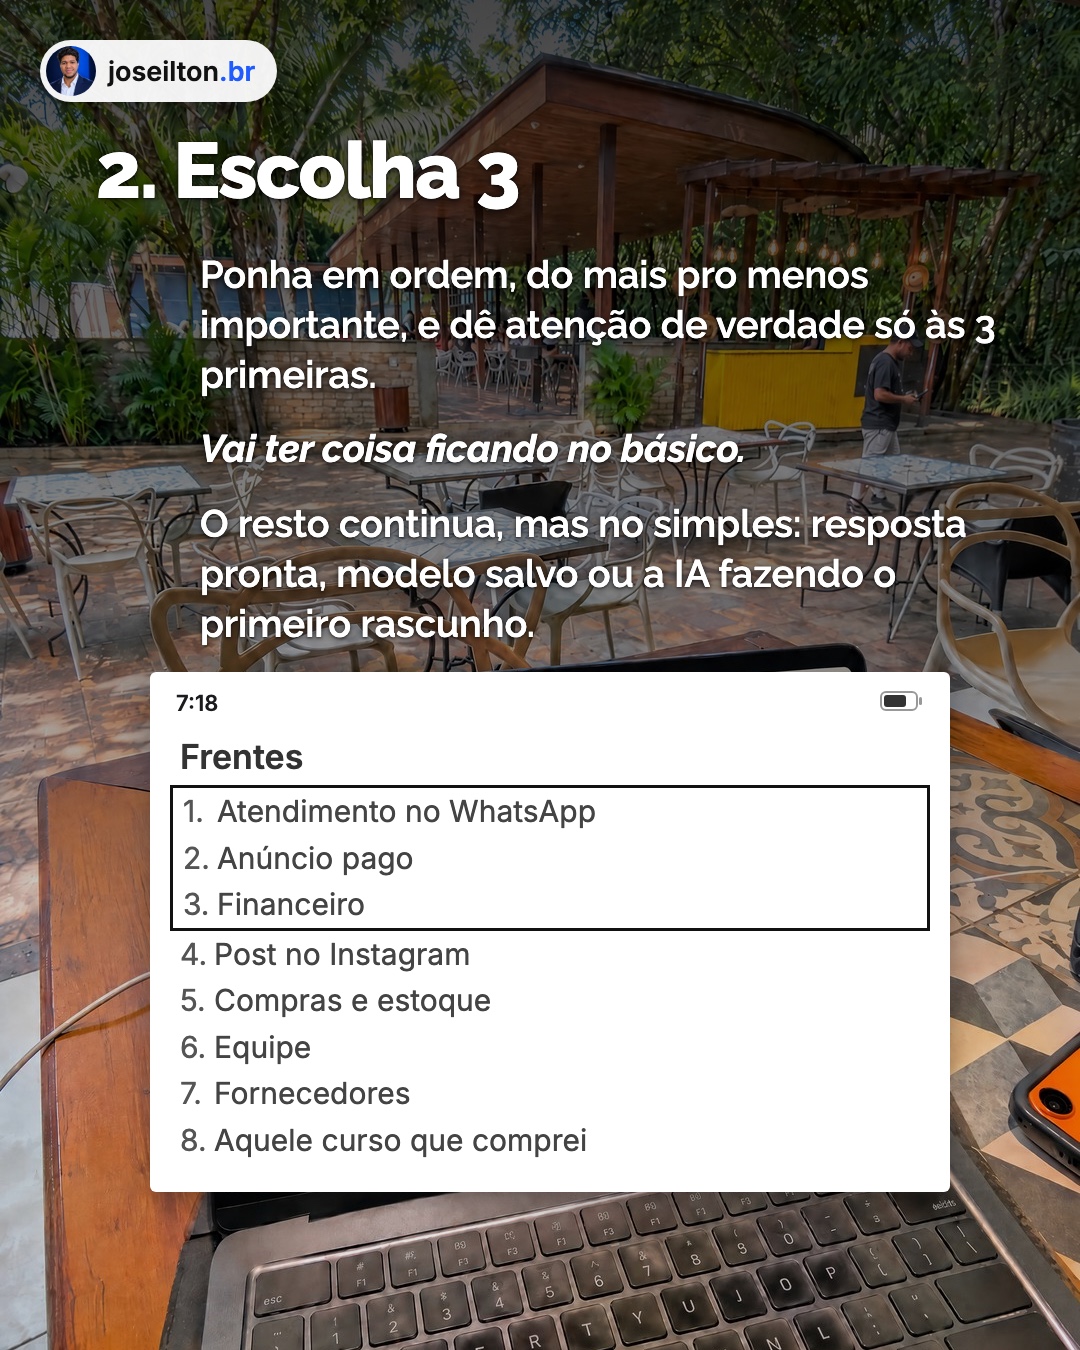 joseilton.br
2. Escolha 3
Ponha em ordem, do mais pro menos
importante, e dê atenção de verdade só às 3
primeiras.
Vai ter coisa ficando no básico.
O resto continua, mas no simples: resposta
pronta, modelo salvo ou a IA fazendo o
primeiro rascunho.
7:18
Frentes
1. Atendimento no WhatsApp
2. Anúncio pago
3. Financeiro
4. Post no Instagram
5. Compras e estoque
6. Equipe
7. Fornecedores
8. Aquele curso que comprei
esc